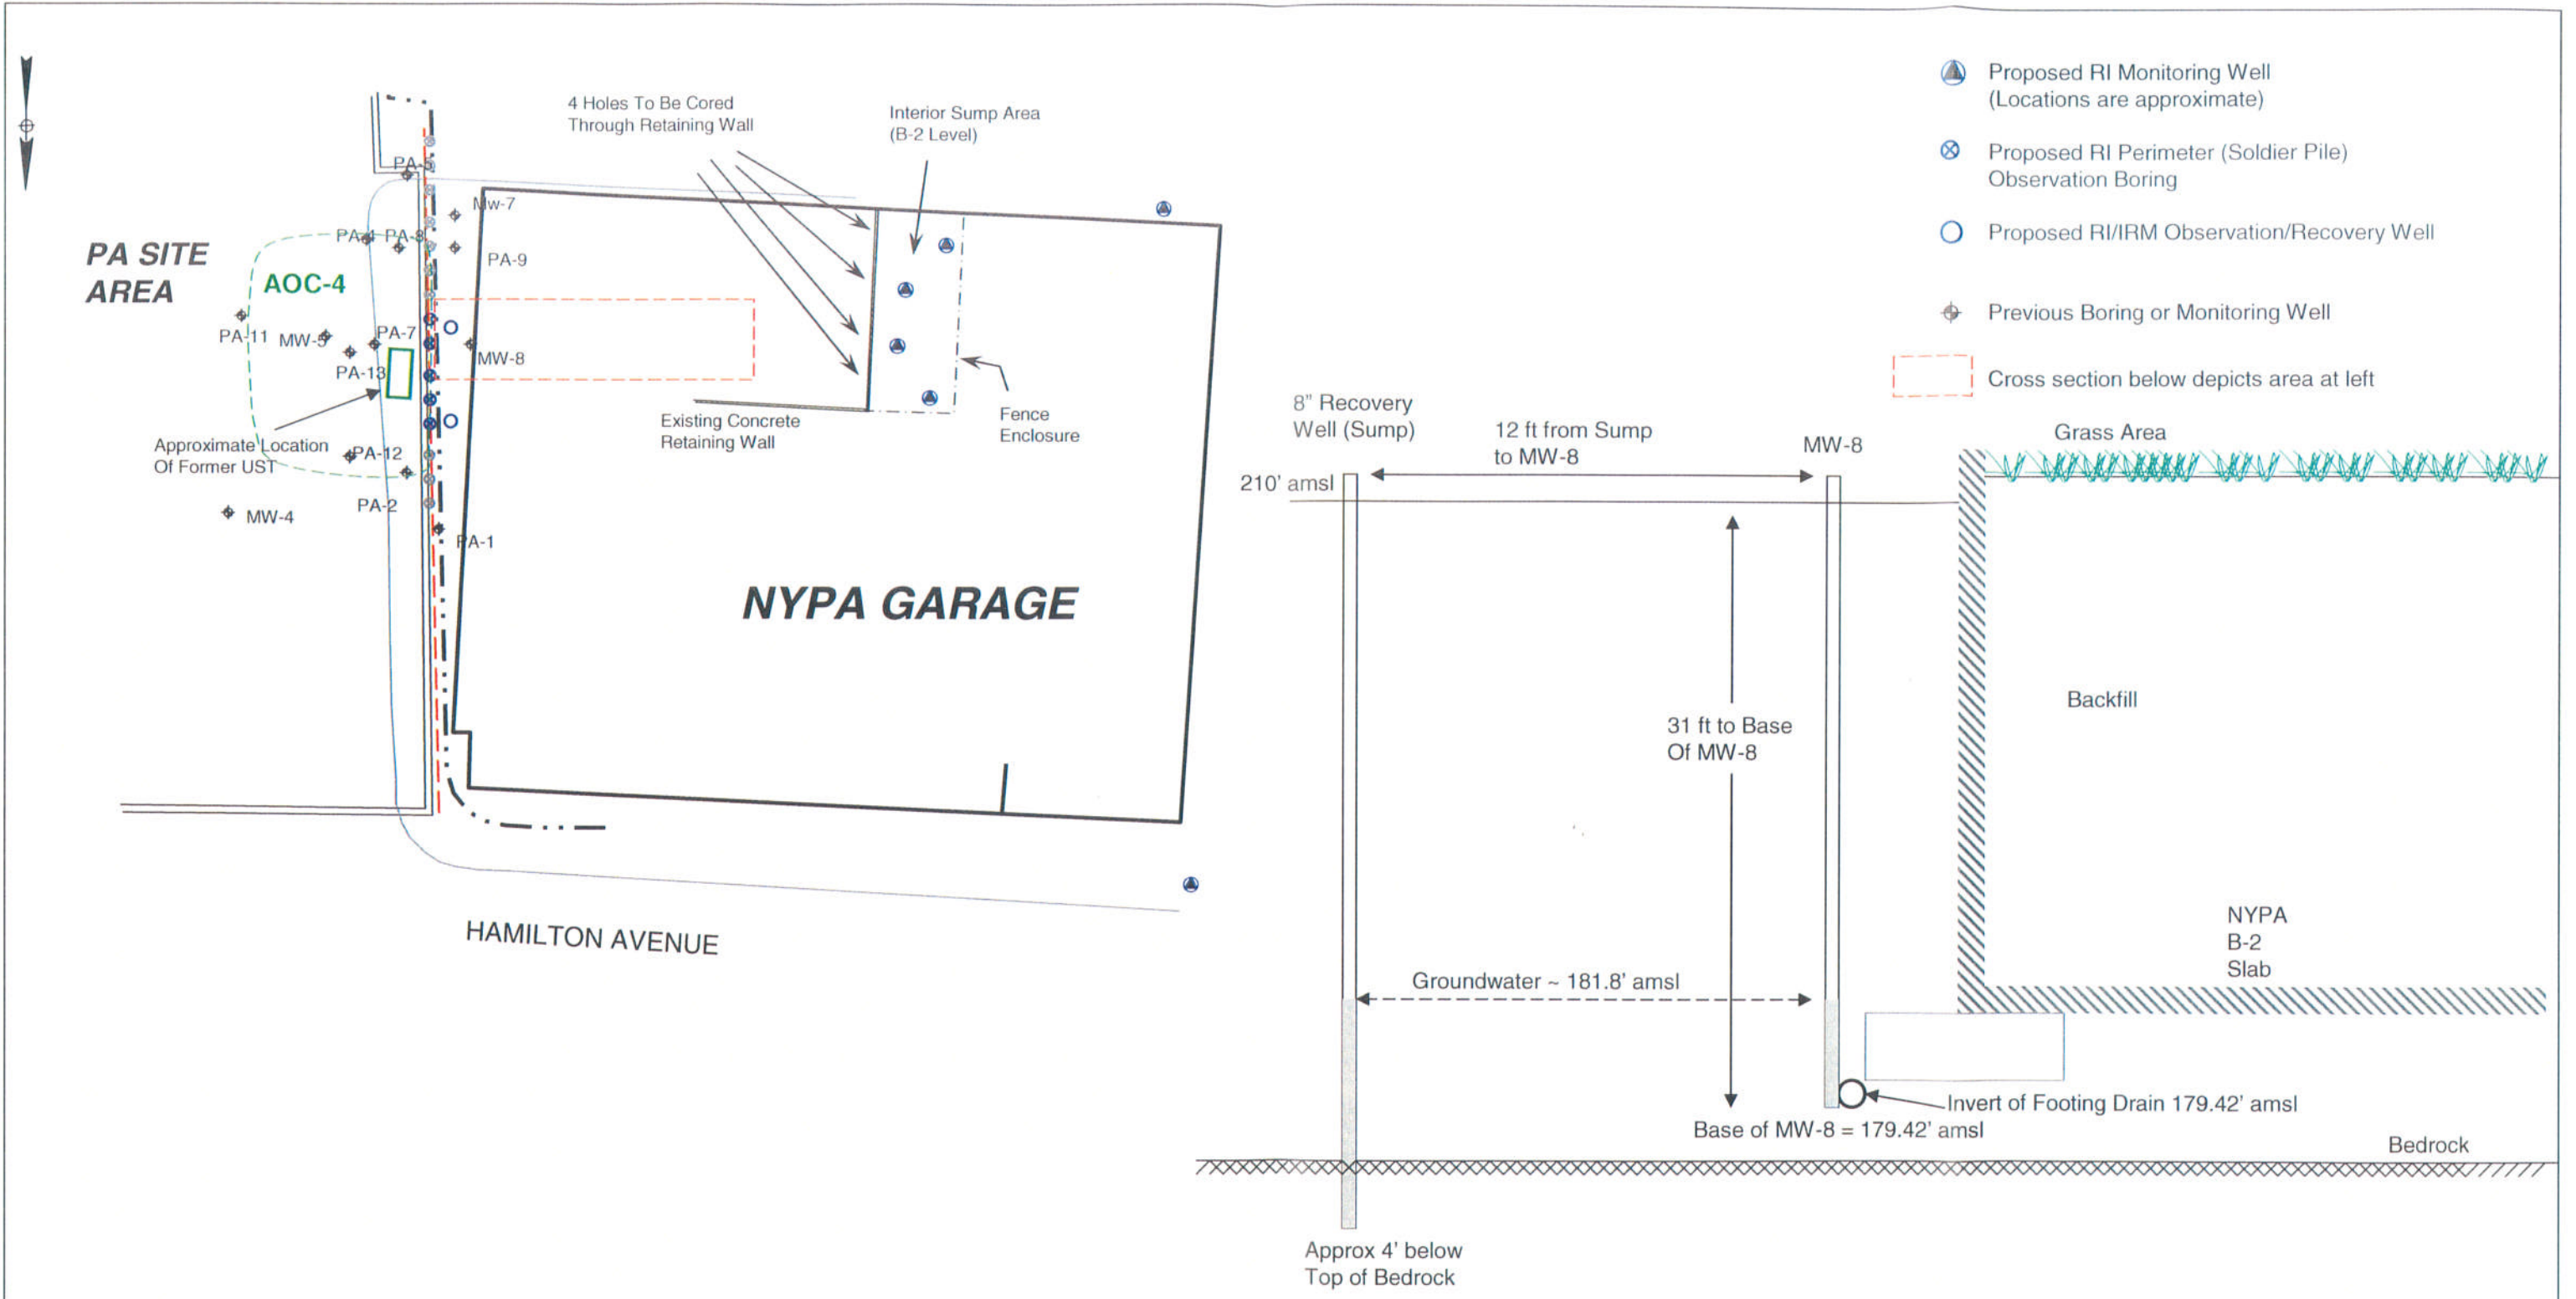 4 Holes To Be Cored
Through Retaining Wall
Interior Sump Area
(B-2 Level)
PA-5
Mw-7
PA-4 PA-8
PA-9
PA SITE
AREA
AOC-4
PA-11
MW-5
PA-7
MW-8
PA-13
Existing Concrete
Retaining Wall
Fence
Enclosure
Approximate Location
Of Former UST
PA-12
PA-2
MW-4
PA-1
NYPA GARAGE
HAMILTON AVENUE
Proposed RI Monitoring Well
(Locations are approximate)
Proposed RI Perimeter (Soldier Pile)
Observation Boring
Proposed RI/IRM Observation/Recovery Well
Previous Boring or Monitoring Well
Cross section below depicts area at left
8" Recovery
Well (Sump)
12 ft from Sump
to MW-8
MW-8
Grass Area
210' amsl
31 ft to Base
Of MW-8
Backfill
NYPA
B-2
Slab
Groundwater ~ 181.8' amsl
Invert of Footing Drain 179.42' amsl
Base of MW-8 = 179.42' amsl
Bedrock
Approx 4' below
Top of Bedrock